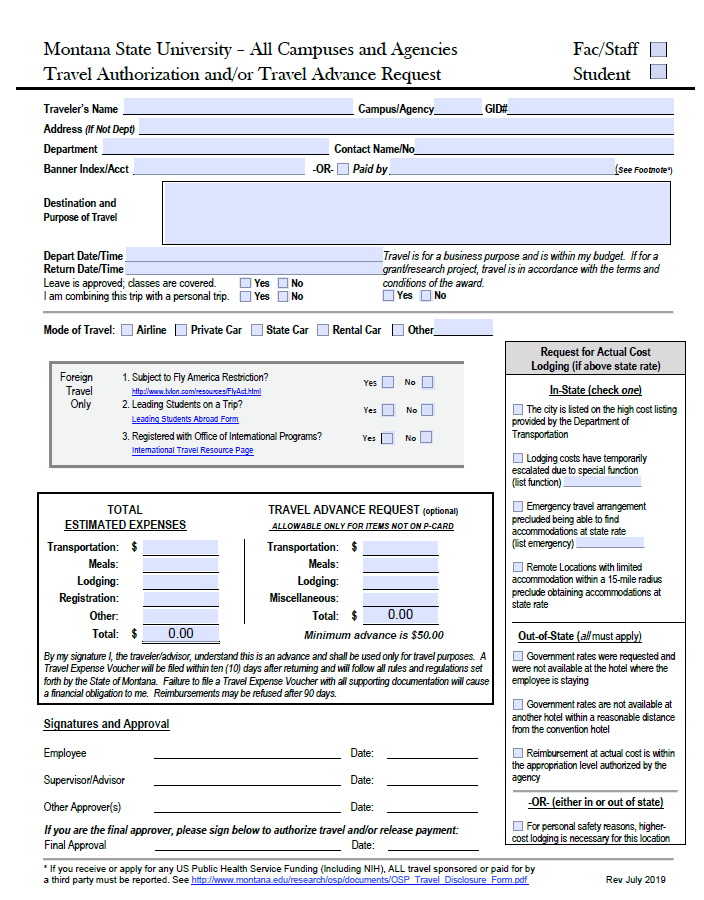 Montana State University – All Campuses and Agencies Fac/Staff
Travel Authorization and/or Travel Advance Request Student
Traveler's Name Campus/Agency GID#
Address (If Not Dept)
Department Contact Name/No
Banner Index/Acct -OR- Paid by (See Footnote*)
Destination and
Purpose of Travel
Depart Date/Time
Return Date/Time
Leave is approved; classes are covered. Yes No
I am combining this trip with a personal trip. Yes No
Travel is for a business purpose and is within my budget. If for a
grant/research project, travel is in accordance with the terms and
conditions of the award.
Yes No
Mode of Travel: Airline Private Car State Car Rental Car Other
Foreign
Travel
Only
1. Subject to Fly America Restriction? Yes No
http://www.tvlon.com/resources/FlyAct.html
2. Leading Students on a Trip? Yes No
Leading Students Abroad Form
3. Registered with Office of International Programs? Yes No
International Travel Resource Page
Request for Actual Cost
Lodging (if above state rate)
In-State (check one)
The city is listed on the high cost listing
provided by the Department of
Transportation
Lodging costs have temporarily
escalated due to special function
(list function)
Emergency travel arrangement
precluded being able to find
accommodations at state rate
(list emergency)
Remote Locations with limited
accommodation within a 15-mile radius
preclude obtaining accommodations at
state rate
Out-of-State (all must apply)
Government rates were requested and
were not available at the hotel where the
employee is staying
Government rates are not available at
another hotel within a reasonable distance
from the convention hotel
Reimbursement at actual cost is within
the appropriation level authorized by the
agency
-OR- (either in or out of state)
For personal safety reasons, higher-
cost lodging is necessary for this location
TOTAL
ESTIMATED EXPENSES
Transportation: $
Meals:
Lodging:
Registration:
Other:
Total: $ 0.00
TRAVEL ADVANCE REQUEST (optional)
ALLOWABLE ONLY FOR ITEMS NOT ON P-CARD
Transportation: $
Meals:
Lodging:
Miscellaneous:
Total: $ 0.00
Minimum advance is $50.00
By my signature I, the traveler/advisor, understand this is an advance and shall be used only for travel purposes. A
Travel Expense Voucher will be filed within ten (10) days after returning and will follow all rules and regulations set
forth by the State of Montana. Failure to file a Travel Expense Voucher with all supporting documentation will cause
a financial obligation to me. Reimbursements may be refused after 90 days.
Signatures and Approval
Employee Date:
Supervisor/Advisor Date:
Other Approver(s) Date:
If you are the final approver, please sign below to authorize travel and/or release payment:
Final Approval Date:
* If you receive or apply for any US Public Health Service Funding (Including NIH), ALL travel sponsored or paid for by
a third party must be reported. See http://www.montana.edu/research/osp/documents/OSP_Travel_Disclosure_Form.pdf Rev July 2019